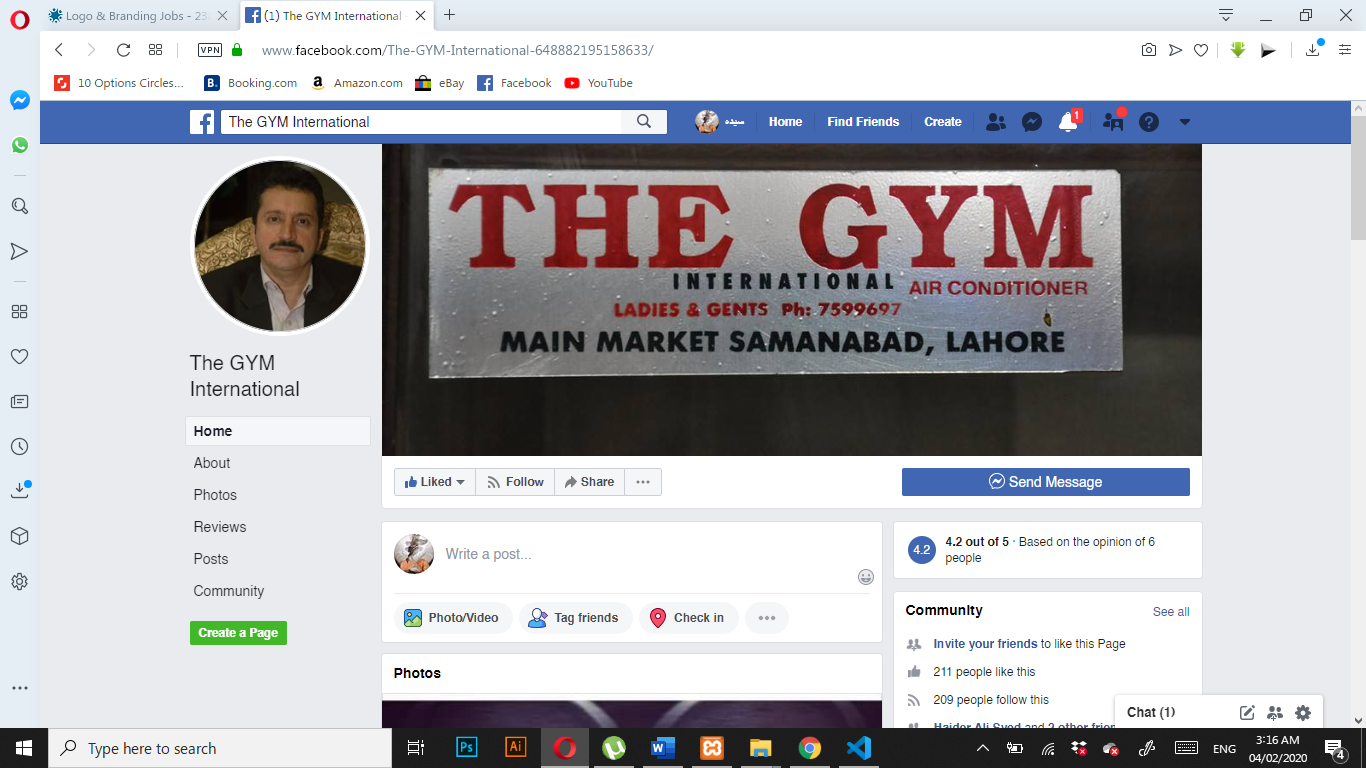 Logo & Branding Jobs - 23
(1) The GYM International
VPN
www.facebook.com/The-GYM-International-648882195158633/
10 Options Circles...
B.
Booking.com
a
Amazon.com
eBay
Facebook
YouTube
The GYM International
سیدہ
Home
Find Friends
Create
1
THE GYM
INTERNATIONAL
AIR CONDITIONER
LADIES & GENTS Ph: 7599697
MAIN MARKET SAMANABAD, LAHORE
The GYM
International
Home
About
Photos
Reviews
Posts
Community
Create a Page
Liked
Follow
Share
Send Message
Write a post...
Photo/Video
Tag friends
Check in
Photos
4.2
4.2 out of 5 · Based on the opinion of 6
people
Community
See all
Invite your friends to like this Page
211 people like this
209 people follow this
Haider Ali Syed and 2 other frien
Chat (1)
Type here to search
Ps
Ai
W
ENG
3:16 AM
04/02/2020
4